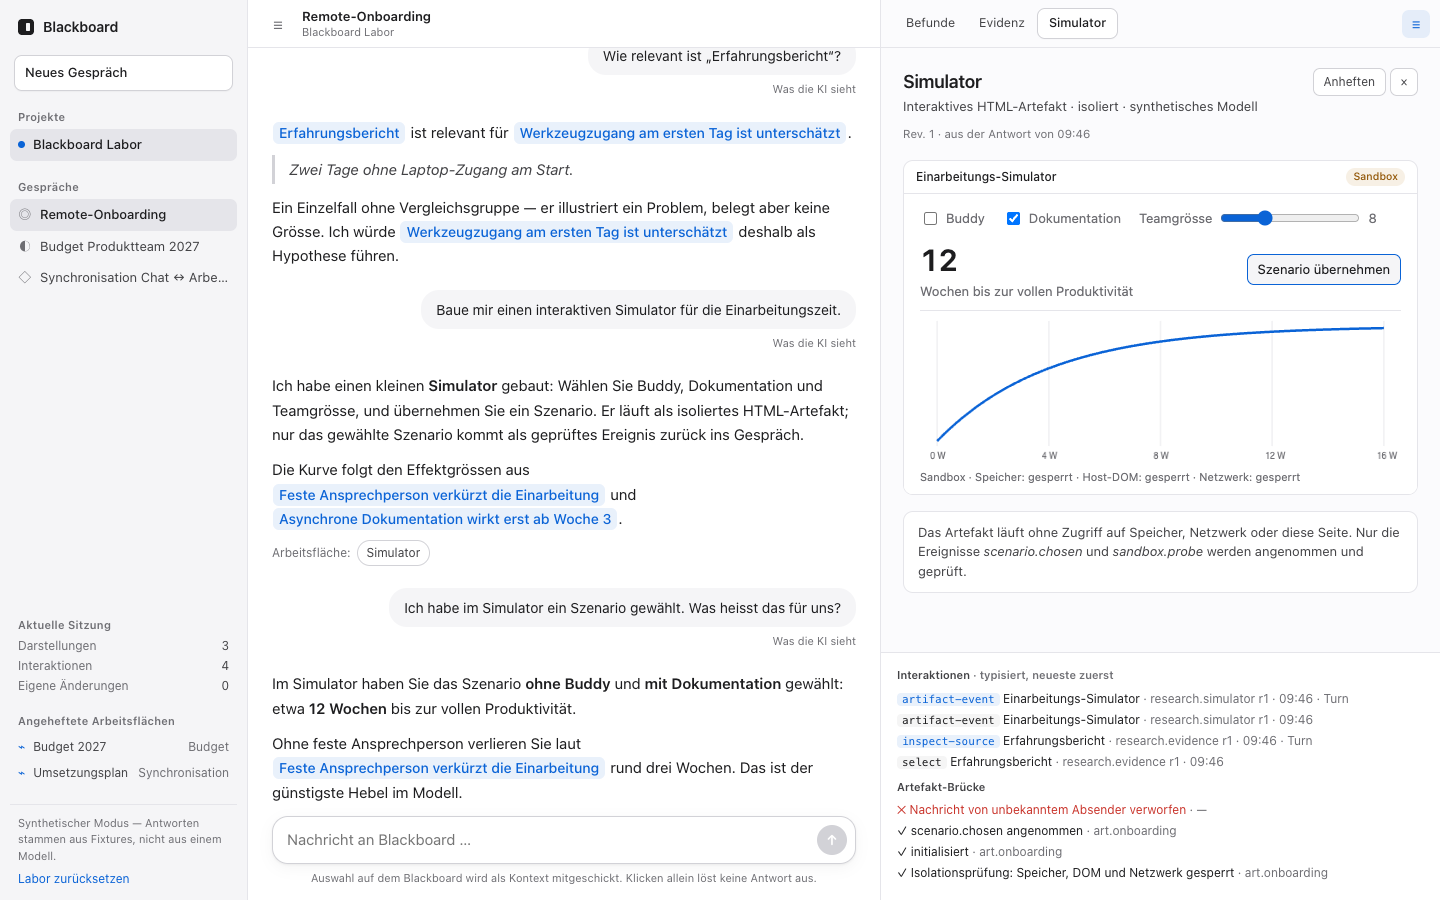 Blackboard
Neues Gespräch
Projekte
Blackboard Labor
Gespräche
Remote-Onboarding
Budget Produktteam 2027
Synchronisation Chat ↔ Arbe…
Aktuelle Sitzung
Darstellungen 3
Interaktionen 4
Eigene Änderungen 0
Angeheftete Arbeitsflächen
Budget 2027 Budget
Umsetzungsplan Synchronisation
Synthetischer Modus — Antworten
stammen aus Fixtures, nicht aus einem
Modell.
Labor zurücksetzen
Remote-Onboarding
Blackboard Labor
Wie relevant ist „Erfahrungsbericht“?
Was die KI sieht
Erfahrungsbericht ist relevant für Werkzeugzugang am ersten Tag ist unterschätzt .
Zwei Tage ohne Laptop-Zugang am Start.
Ein Einzelfall ohne Vergleichsgruppe — er illustriert ein Problem, belegt aber keine
Grösse. Ich würde Werkzeugzugang am ersten Tag ist unterschätzt deshalb als
Hypothese führen.
Baue mir einen interaktiven Simulator für die Einarbeitungszeit.
Was die KI sieht
Ich habe einen kleinen Simulator gebaut: Wählen Sie Buddy, Dokumentation und
Teamgrösse, und übernehmen Sie ein Szenario. Er läuft als isoliertes HTML-Artefakt;
nur das gewählte Szenario kommt als geprüftes Ereignis zurück ins Gespräch.
Die Kurve folgt den Effektgrössen aus
Feste Ansprechperson verkürzt die Einarbeitung und
Asynchrone Dokumentation wirkt erst ab Woche 3 .
Arbeitsfläche: Simulator
Ich habe im Simulator ein Szenario gewählt. Was heisst das für uns?
Was die KI sieht
Im Simulator haben Sie das Szenario ohne Buddy und mit Dokumentation gewählt:
etwa 12 Wochen bis zur vollen Produktivität.
Ohne feste Ansprechperson verlieren Sie laut
Feste Ansprechperson verkürzt die Einarbeitung rund drei Wochen. Das ist der
günstigste Hebel im Modell.
Nachricht an Blackboard …
Auswahl auf dem Blackboard wird als Kontext mitgeschickt. Klicken allein löst keine Antwort aus.
Befunde Evidenz Simulator
Simulator
Anheften ×
Interaktives HTML-Artefakt · isoliert · synthetisches Modell
Rev. 1 · aus der Antwort von 09:46
Einarbeitungs-Simulator Sandbox
Buddy Dokumentation Teamgrösse 8
12
Wochen bis zur vollen Produktivität
Szenario übernehmen
0 W 4 W 8 W 12 W 16 W
Sandbox · Speicher: gesperrt · Host-DOM: gesperrt · Netzwerk: gesperrt
Das Artefakt läuft ohne Zugriff auf Speicher, Netzwerk oder diese Seite. Nur die
Ereignisse scenario.chosen und sandbox.probe werden angenommen und
geprüft.
Interaktionen · typisiert, neueste zuerst
artifact-event Einarbeitungs-Simulator · research.simulator r1 · 09:46 · Turn
artifact-event Einarbeitungs-Simulator · research.simulator r1 · 09:46
inspect-source Erfahrungsbericht · research.evidence r1 · 09:46 · Turn
select Erfahrungsbericht · research.evidence r1 · 09:46
Artefakt-Brücke
✕ Nachricht von unbekanntem Absender verworfen · —
✓ scenario.chosen angenommen · art.onboarding
✓ initialisiert · art.onboarding
✓ Isolationsprüfung: Speicher, DOM und Netzwerk gesperrt · art.onboarding